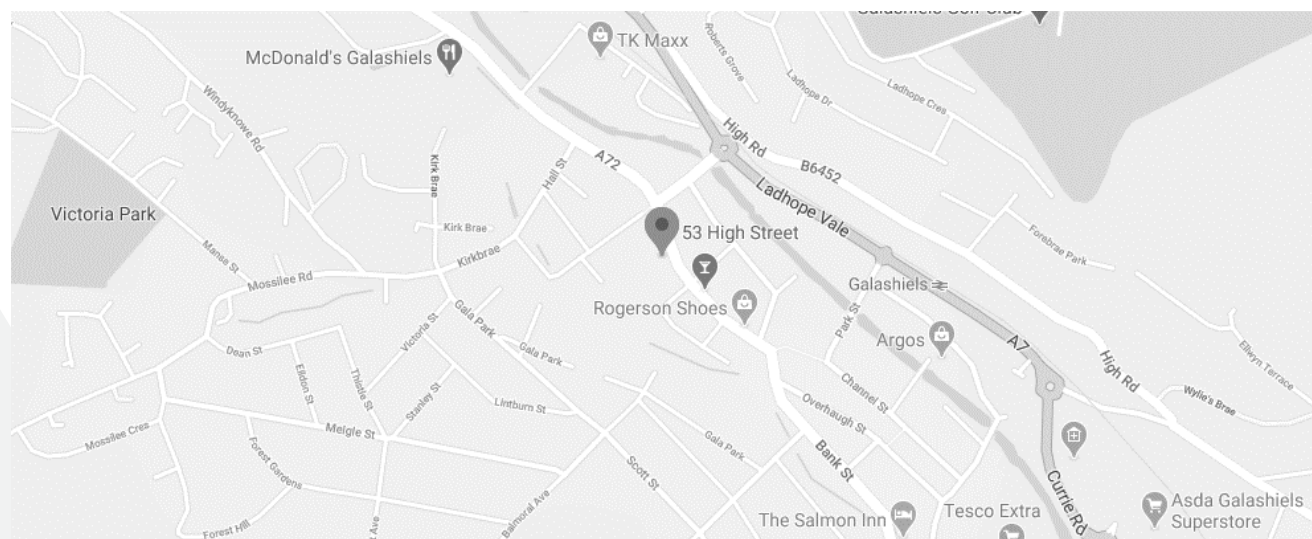 Galashiels Golf Club
TK Maxx
McDonald's Galashiels
Roberts Grove
Ladhope Dr
Ladhope Cres
Windyknowe Rd
High Rd
A72
B6452
Hall St
Kirk Brae
Ladhope Vale
Victoria Park
Kirk Brae
53 High Street
Forebrae Park
Manse St
Kirkbrae
Mossilee Rd
Galashiels
Rogerson Shoes
Gala Park
Victoria St
Park St
Argos
A7
Ellwyn Terrace
Dean St
Gala Park
High Rd
Eildon St
Thistle St
Channel St
Wylie's Brae
Stanley St
Lintburn St
Overhaugh St
Mossilee Cres
Meigle St
Gala Park
Bank St
Forest Gardens
Scott St
Currie Rd
Balmoral Ave
Asda Galashiels
Superstore
Tesco Extra
The Salmon Inn
Forest Hill
t Ave